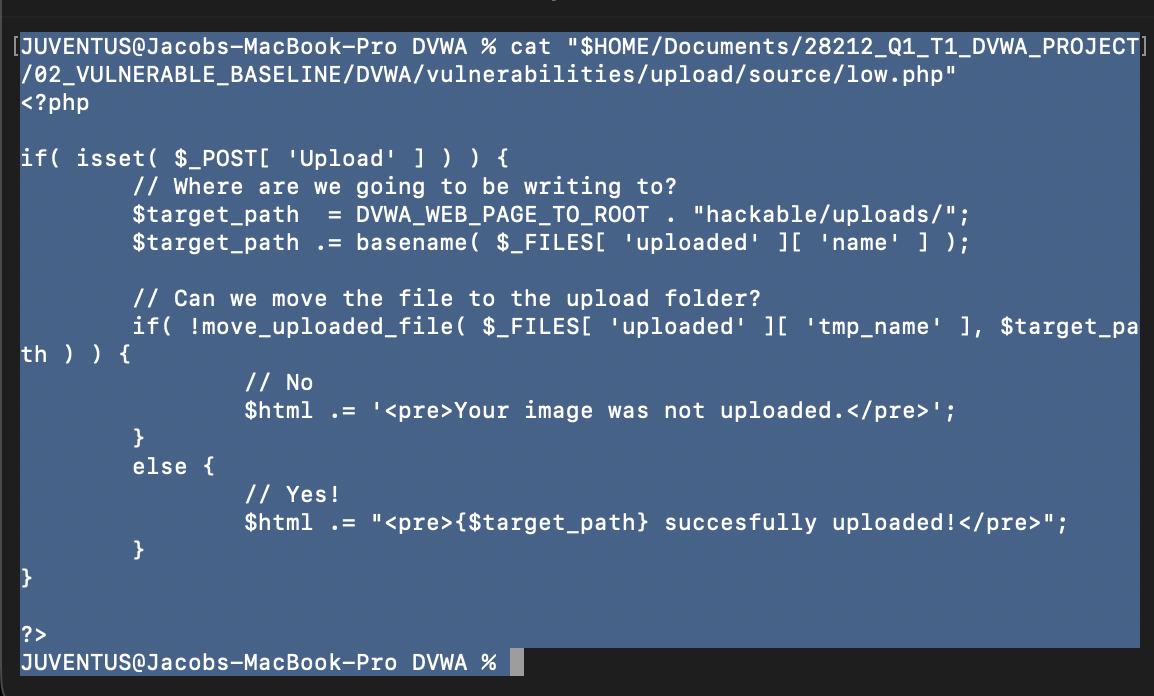 [JUVENTUS@Jacobs-MacBook-Pro DVWA % cat "$HOME/Documents/28212_Q1_T1_DVWA_PROJECT]
/02_VULNERABLE_BASELINE/DVWA/vulnerabilities/upload/source/low.php"
<?php

if( isset( $_POST[ 'Upload' ] ) ) {
        // Where are we going to be writing to?
        $target_path  = DVWA_WEB_PAGE_TO_ROOT . "hackable/uploads/";
        $target_path .= basename( $_FILES[ 'uploaded' ][ 'name' ] );

        // Can we move the file to the upload folder?
        if( !move_uploaded_file( $_FILES[ 'uploaded' ][ 'tmp_name' ], $target_pa
th ) ) {
                // No
                $html .= '<pre>Your image was not uploaded.</pre>';
        }
        else {
                // Yes!
                $html .= "<pre>{$target_path} succesfully uploaded!</pre>";
        }
}

?>
JUVENTUS@Jacobs-MacBook-Pro DVWA %